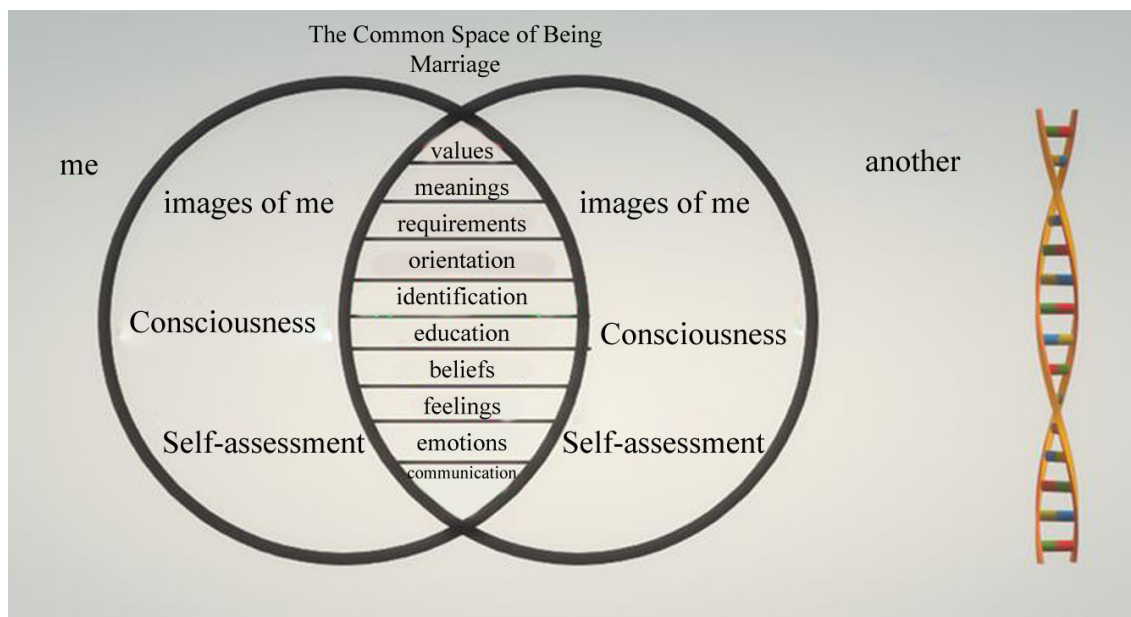 The Common Space of Being
Marriage
me
another
images of me
images of me
Consciousness
Consciousness
Self-assessment
Self-assessment
values
meanings
requirements
orientation
identification
education
beliefs
feelings
emotions
communication